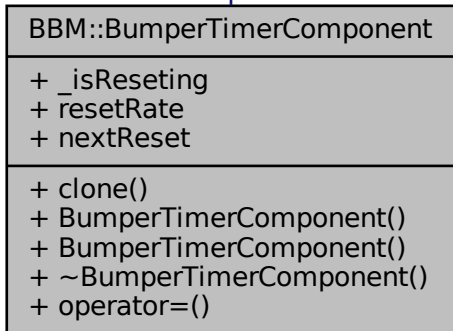 BBM::BumperTimerComponent
+ _isReseting
+ resetRate
+ nextReset
+ clone()
+ BumperTimerComponent()
+ BumperTimerComponent()
+ ~BumperTimerComponent()
+ operator=()